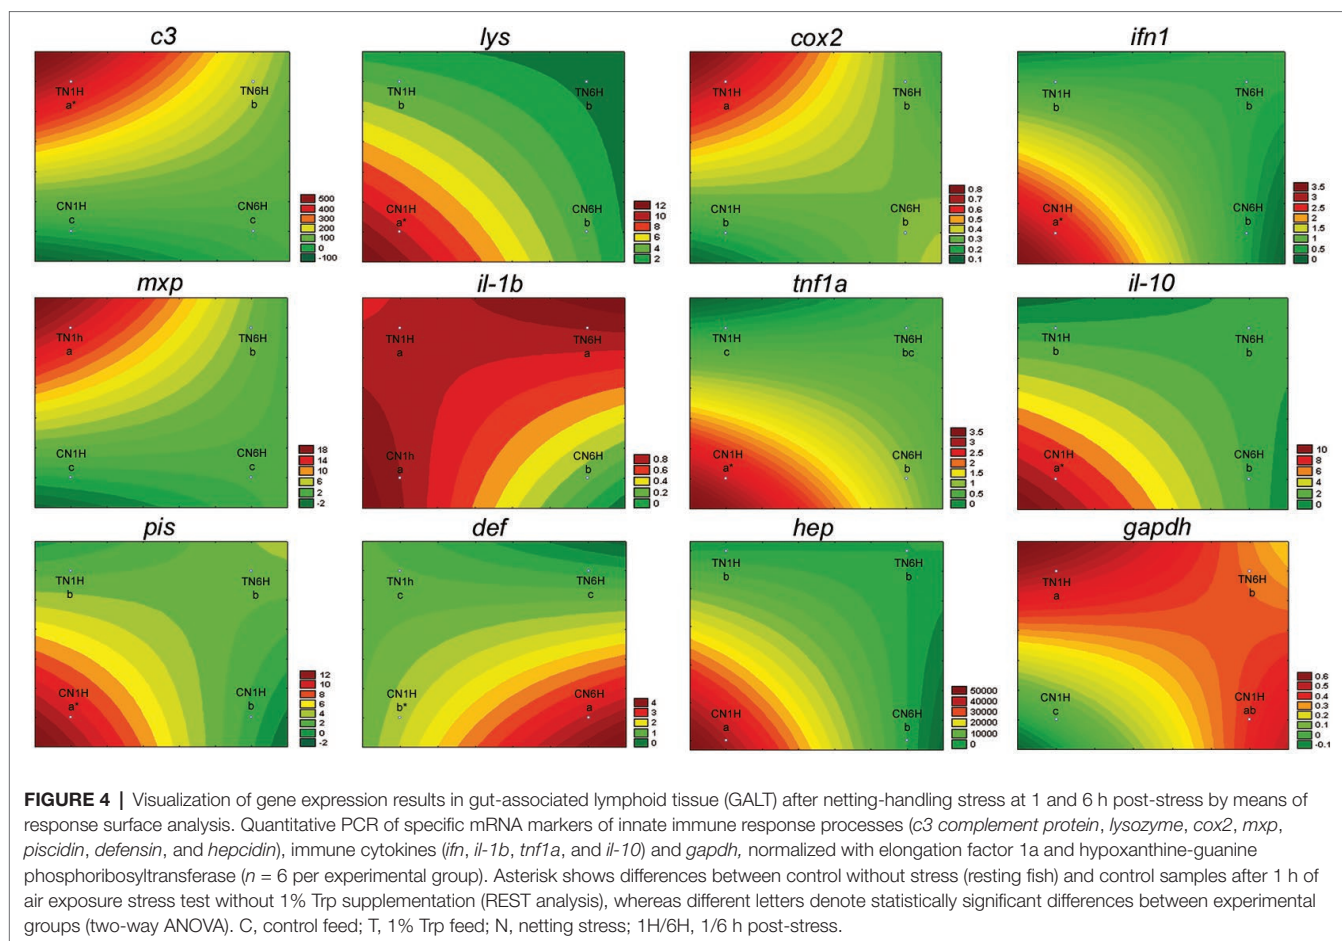 c3
lys
cox2
ifn1
TN1H
a*
TN6H
b
CN1H
c
CN6H
c
500
400
300
200
100
0
-100
TN1H
b
TN6H
b
CN1H
a*
CN6H
b
12
10
8
6
4
2
TN1H
a
TN6H
b
CN1H
b
CN6H
b
0.8
0.7
0.6
0.5
0.4
0.3
0.2
0.1
TN1H
b
TN6H
b
CN1H
a*
CN6H
b
3.5
3
2.5
2
1.5
1
0.5
0
mxp
il-1b
tnf1a
il-10
TN1h
a
TN6H
b
CN1H
c
CN6H
c
18
14
10
6
2
-2
TN1H
a
TN6H
a
CN1h
a
CN6H
b
0.8
0.6
0.4
0.2
0
TN1H
c
TN6H
bc
CN1H
a*
CN6H
b
3.5
3
2.5
2
1.5
1
0.5
0
TN1H
b
TN6H
b
CN1H
a*
CN6H
b
10
8
6
4
2
0
pis
def
hep
gapdh
TN1H
b
TN6H
b
CN1H
a*
CN1H
b
12
10
8
6
4
2
0
-2
TN1h
c
TN6H
c
CN1H
b*
CN6H
a
4
3
2
1
0
TN1H
b
TN6H
b
CN1H
a
CN6H
b
50000
40000
30000
20000
10000
0
TN1H
a
TN6H
b
CN1H
c
CN1H
ab
0.6
0.5
0.4
0.3
0.2
0.1
0
-0.1
FIGURE 4 | Visualization of gene expression results in gut-associated lymphoid tissue (GALT) after netting-handling stress at 1 and 6 h post-stress by means of
response surface analysis. Quantitative PCR of specific mRNA markers of innate immune response processes (c3 complement protein, lysozyme, cox2, mxp,
piscidin, defensin, and hepcidin), immune cytokines (ifn, il-1b, tnf1a, and il-10) and gapdh, normalized with elongation factor 1a and hypoxanthine-guanine
phosphoribosyltransferase (n = 6 per experimental group). Asterisk shows differences between control without stress (resting fish) and control samples after 1 h of
air exposure stress test without 1% Trp supplementation (REST analysis), whereas different letters denote statistically significant differences between experimental
groups (two-way ANOVA). C, control feed; T, 1% Trp feed; N, netting stress; 1H/6H, 1/6 h post-stress.